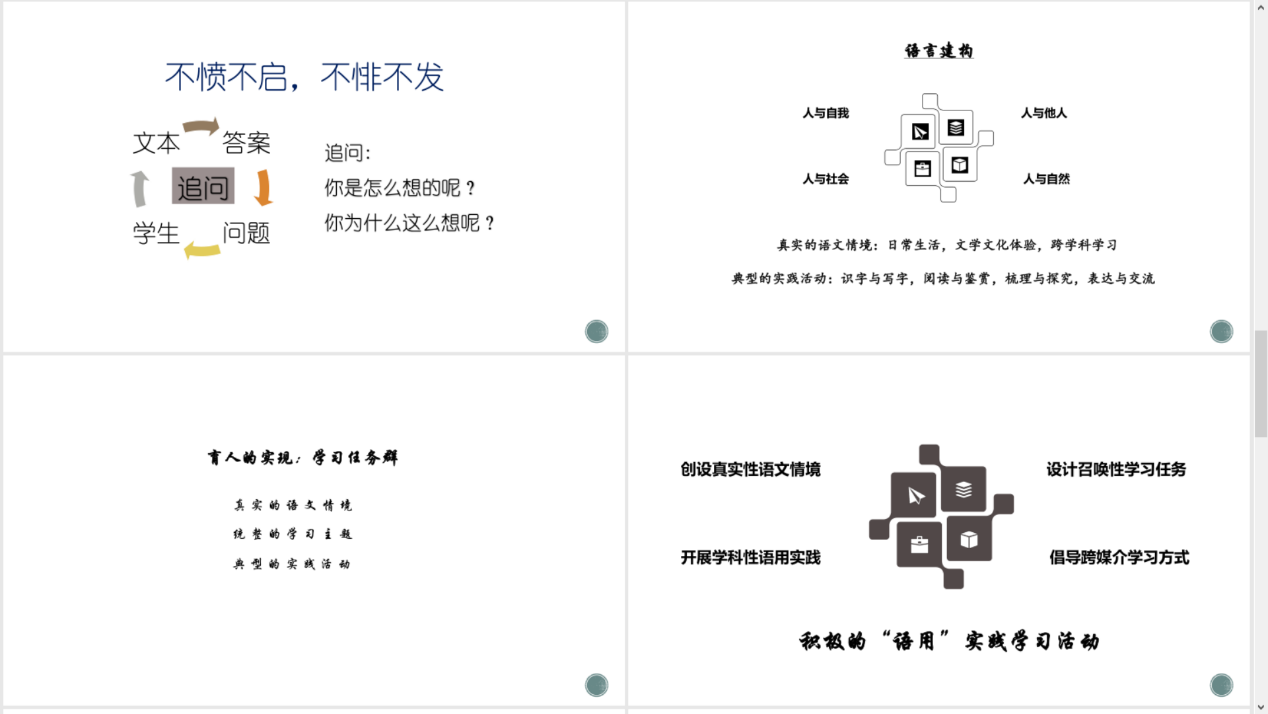 不愤不启，不悱不发
文本
答案
追问
学生
问题
追问：
你是怎么想的呢？
你为什么这么想呢？
语言建构
人与自我
人与他人
人与社会
人与自然
真实的语文情境：日常生活，文学文化体验，跨学科学习
典型的实践活动：识字与写字，阅读与鉴赏，梳理与探究，表达与交流
育人的实现：学习任务群
真实的语文情境
统整的学习主题
典型的实践活动
创设真实性语文情境
设计召唤性学习任务
开展学科性语用实践
倡导跨媒介学习方式
积极的“语用”实践学习活动